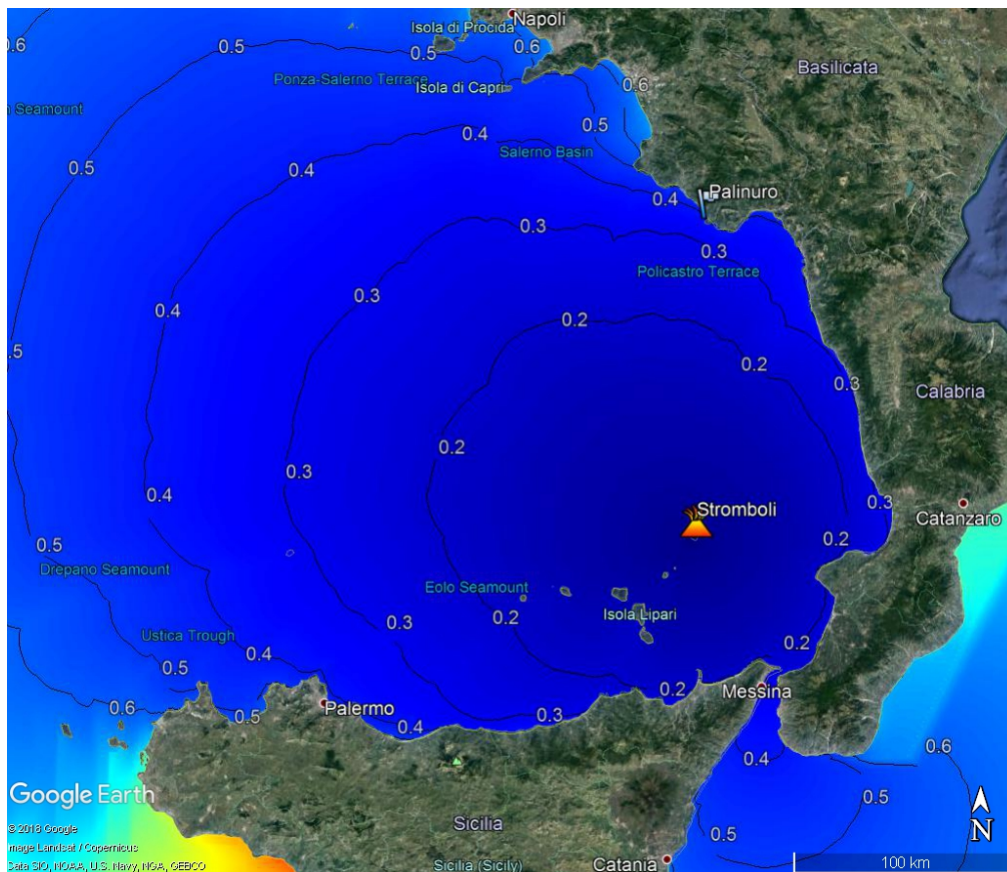 Napoli
Isola di Procida
0.6
0.5
0.5
0.6
Ponza-Salerno Terrace
Basilicata
Isola di Capri
0.6
Seamount
0.4
0.5
0.5
0.4
Salerno Basin
Palinuro
0.4
0.3
0.3
Policastro Terrace
0.3
0.4
0.2
.5
0.2
0.3
Calabria
0.2
0.3
0.4
0.3
Stromboli
Catanzaro
0.5
0.2
Drepano Seamount
Eolo Seamount
0.2
Isola Lipari
0.3
Ustica Trough
0.2
0.4
0.5
0.2
Messina
0.6
Palermo
0.5
0.3
0.4
0.6
0.4
Google Earth
0.5
N
© 2018 Google
Sicilia
0.5
Image Landsat / Copernicus
Data SIO, NOAA, U.S. Navy, NGA, GEBCO
Sicilia (Sicily)
Catania
100 km